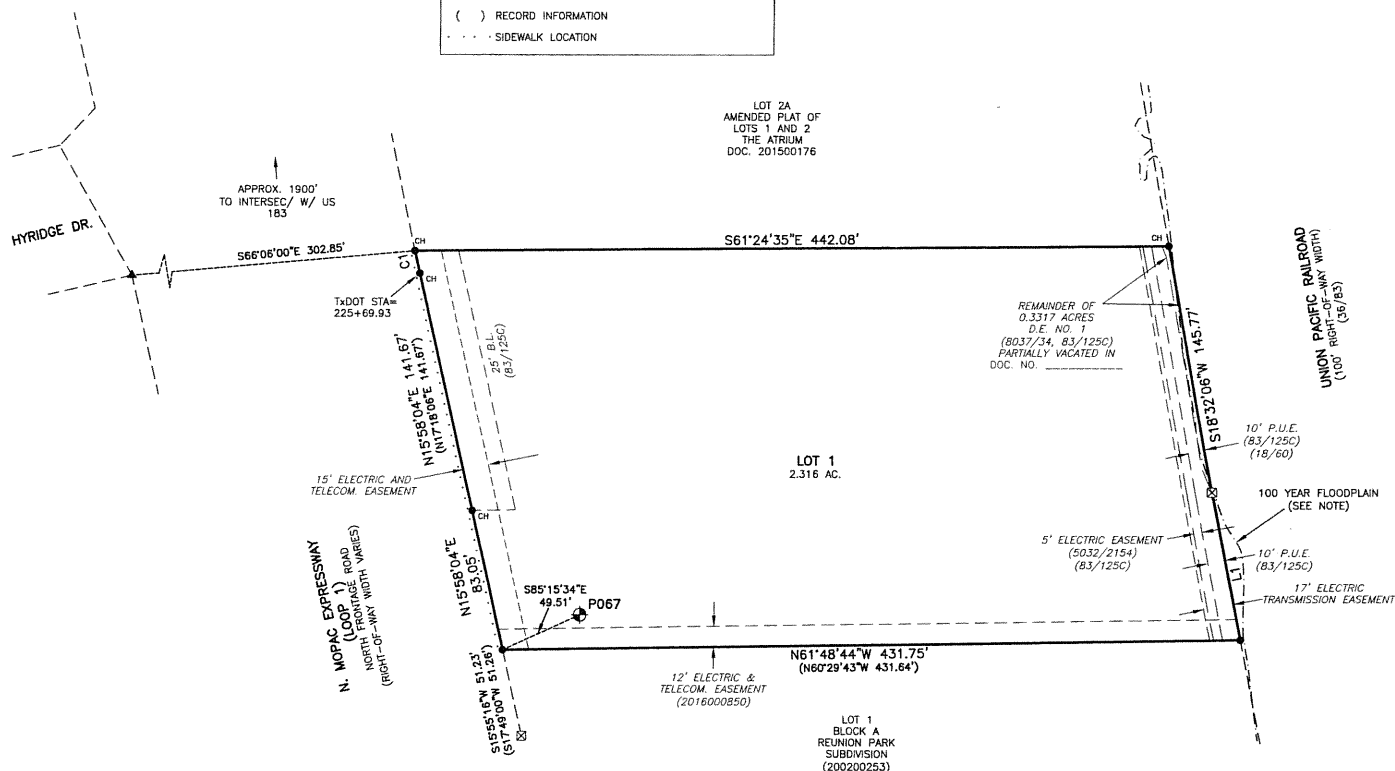 ( ) RECORD INFORMATION
SIDEWALK LOCATION
LOT 2A
AMENDED PLAT OF
LOTS 1 AND 2
THE ATRIUM
DOC. 201500176
APPROX. 1900'
TO INTERSEC/ W/ US
183
HYRIDGE DR.
S66°06'00"E 302.85'
CH
S61°24'35"E 442.08'
CH
C1
CH
TxDOT STA=
225+69.93
25' B.L.
(83/125C)
N15°58'04"E 141.67'
(N17°18'06"E 141.67')
REMAINDER OF
0.3317 ACRES
D.E. NO. 1
(8037/34, 83/125C)
PARTIALLY VACATED IN
DOC. NO. ____________
S18°32'06"W 145.77'
UNION PACIFIC RAILROAD
(100' RIGHT-OF-WAY WIDTH)
(36/83)
10' P.U.E.
(83/125C)
(18/60)
LOT 1
2.316 AC.
15' ELECTRIC AND
TELECOM. EASEMENT
CH
100 YEAR FLOODPLAIN
(SEE NOTE)
5' ELECTRIC EASEMENT
(5032/2154)
(83/125C)
10' P.U.E.
(83/125C)
L1
17' ELECTRIC
TRANSMISSION EASEMENT
N. MOPAC EXPRESSWAY
(LOOP 1)
NORTH FRONTAGE ROAD
(RIGHT-OF-WAY WIDTH VARIES)
N15°58'04"E
83.05'
S85°15'34"E
49.51'
P067
N61°48'44"W 431.75'
(N60°29'43"W 431.64')
12' ELECTRIC &
TELECOM. EASEMENT
(2016000850)
S15°55'16"W 51.23'
(S17°49'00"W 51.26')
LOT 1
BLOCK A
REUNION PARK
SUBDIVISION
(200200253)